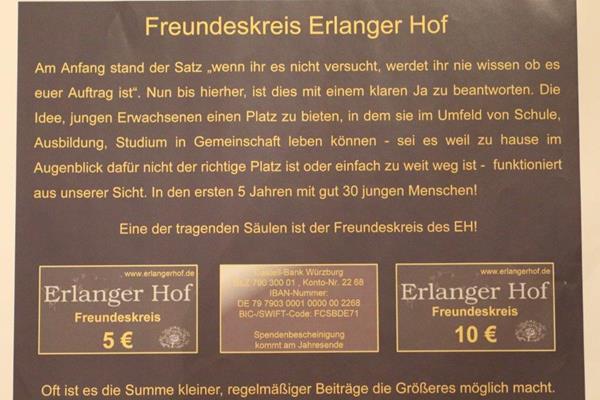 Freundeskreis Erlanger Hof
Am Anfang stand der Satz „wenn ihr es nicht versucht, werdet ihr nie wissen ob es
euer Auftrag ist“. Nun bis hierher, ist dies mit einem klaren Ja zu beantworten. Die
Idee, jungen Erwachsenen einen Platz zu bieten, in dem sie im Umfeld von Schule,
Ausbildung, Studium in Gemeinschaft leben können - sei es weil zu hause im
Augenblick dafür nicht der richtige Platz ist oder einfach zu weit weg ist - funktioniert
aus unserer Sicht. In den ersten 5 Jahren mit gut 30 jungen Menschen!
Eine der tragenden Säulen ist der Freundeskreis des EH!
www.erlangerhof.de
Erlanger Hof
Freundeskreis
5 €
Castell-Bank Würzburg
BLZ 790 300 01 , Konto-Nr. 22 68
IBAN-Nummer:
DE 79 7903 0001 0000 00 2268
BIC-/SWIFT-Code: FCSBDE71
Spendenbescheinigung
kommt am Jahresende
www.erlangerhof.de
Erlanger Hof
Freundeskreis
10 €
Oft ist es die Summe kleiner, regelmäßiger Beiträge die Größeres möglich macht.